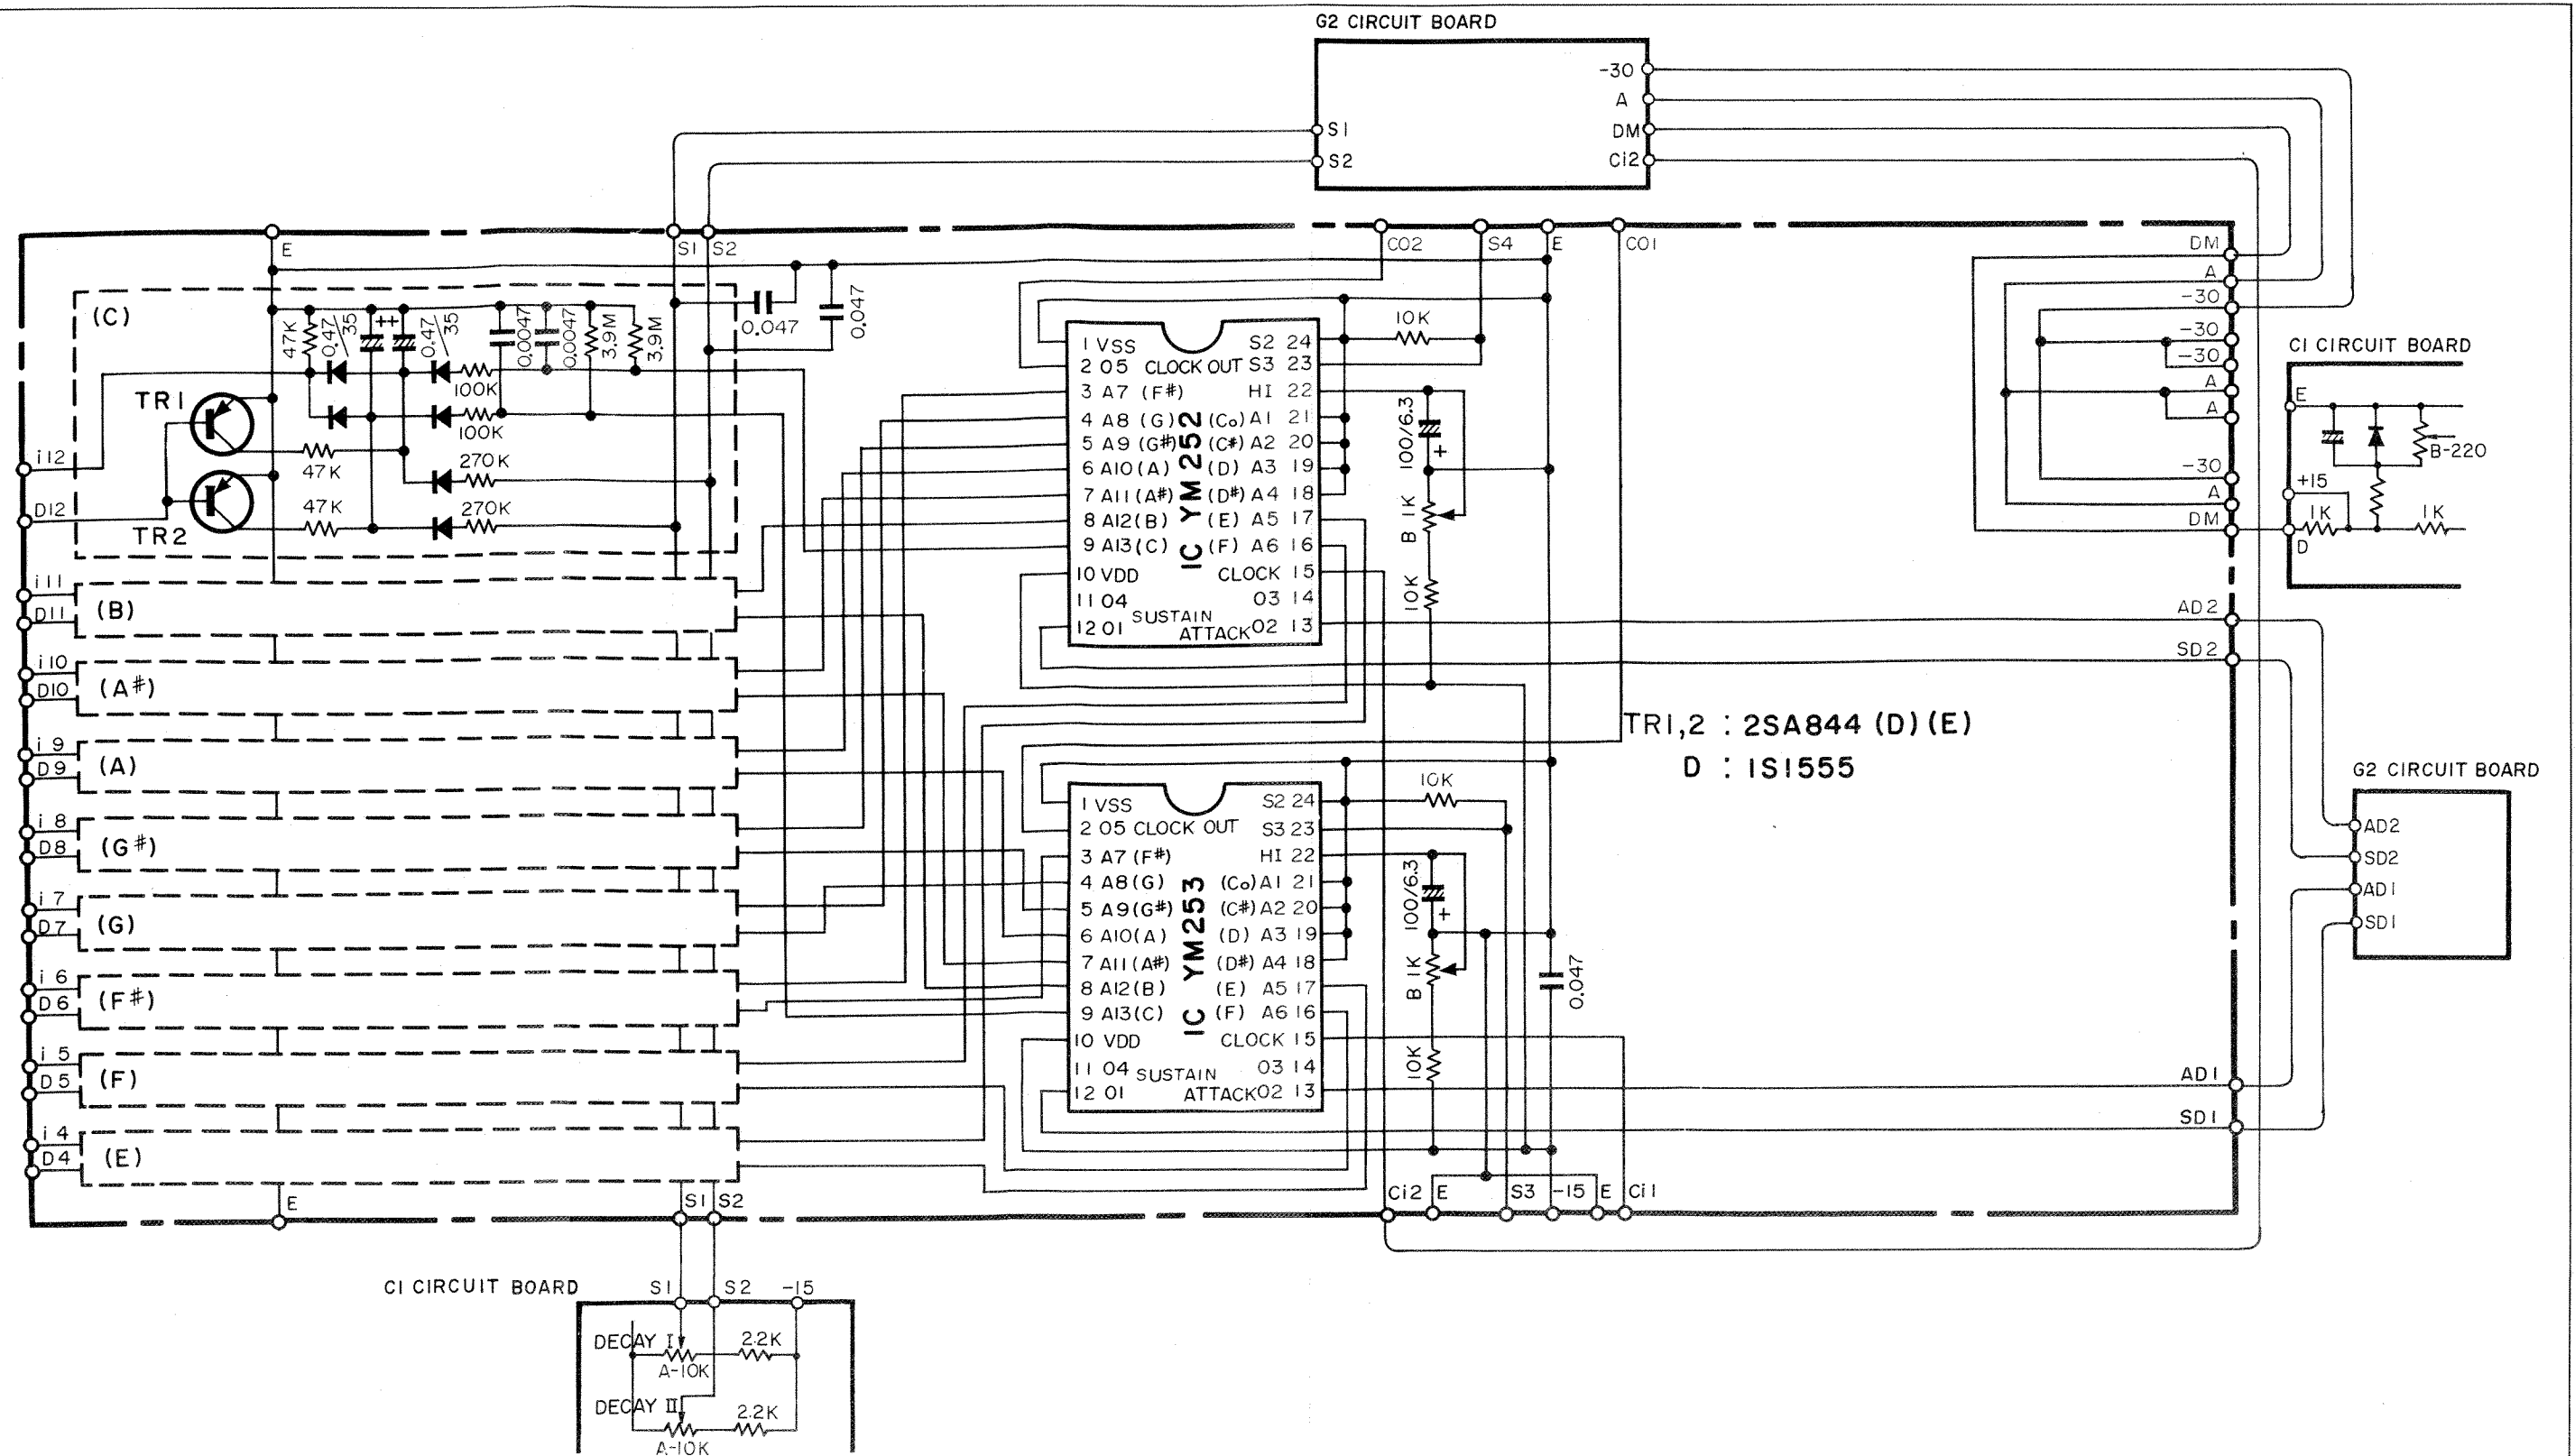 G2 CIRCUIT BOARD
-30
A
DM
Ci2
S1
S2
E
S1 S2
CO2
S4
E
CO1
(C)
47K
0.47/35
++
0.47/35
0.0047
0.0047
3.9M
3.9M
0.047
0.047
100K
100K
TR1
47K
270K
TR2
47K
270K
i12
D12
i11
D11
(B)
i10
D10
(A#)
i9
D9
(A)
i8
D8
(G#)
i7
D7
(G)
i6
D6
(F#)
i5
D5
(F)
i4
D4
(E)
E
S1 S2
IC YM252
1 VSS
2 05 CLOCK OUT
3 A7 (F#)
4 A8 (G)
5 A9 (G#)
6 A10 (A)
7 A11 (A#)
8 A12 (B)
9 A13 (C)
10 VDD
11 04
SUSTAIN
12 01
S2 24
S3 23
HI 22
(Co) A1 21
(C#) A2 20
(D) A3 19
(D#) A4 18
(E) A5 17
(F) A6 16
CLOCK 15
03 14
ATTACK 02 13
10K
100/6.3
+
B 1K
10K
TR1,2 : 2SA844 (D) (E)
D : 1S1555
IC YM253
1 VSS
2 05 CLOCK OUT
3 A7 (F#)
4 A8 (G)
5 A9 (G#)
6 A10 (A)
7 A11 (A#)
8 A12 (B)
9 A13 (C)
10 VDD
11 04
SUSTAIN
12 01
S2 24
S3 23
HI 22
(Co) A1 21
(C#) A2 20
(D) A3 19
(D#) A4 18
(E) A5 17
(F) A6 16
CLOCK 15
03 14
ATTACK 02 13
10K
100/6.3
+
B 1K
10K
0.047
Ci2 E S3 -15 E Ci1
DM
A
-30
-30
-30
A
A
-30
A
DM
AD2
SD2
AD1
SD1
C1 CIRCUIT BOARD
E
B-220
+15
1K
1K
D
G2 CIRCUIT BOARD
AD2
SD2
AD1
SD1
C1 CIRCUIT BOARD
S1 S2 -15
DECAY I
2.2K
A-10K
DECAY II
2.2K
A-10K